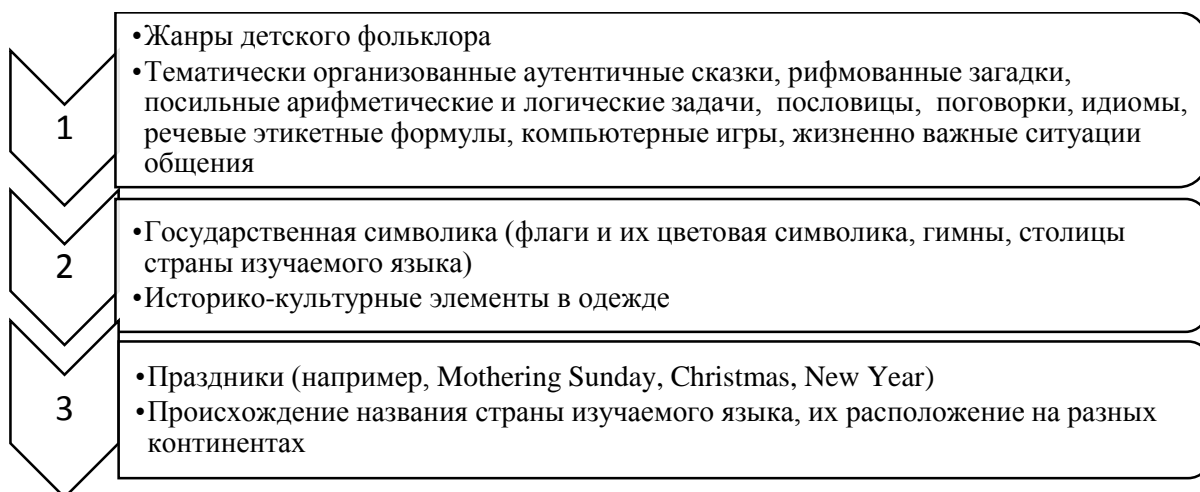 1
•Жанры детского фольклора
•Тематически организованные аутентичные сказки, рифмованные загадки,
посильные арифметические и логические задачи, пословицы, поговорки, идиомы,
речевые этикетные формулы, компьютерные игры, жизненно важные ситуации
общения
2
•Государственная символика (флаги и их цветовая символика, гимны, столицы
страны изучаемого языка)
•Историко-культурные элементы в одежде
3
•Праздники (например, Mothering Sunday, Christmas, New Year)
•Происхождение названия страны изучаемого языка, их расположение на разных
континентах